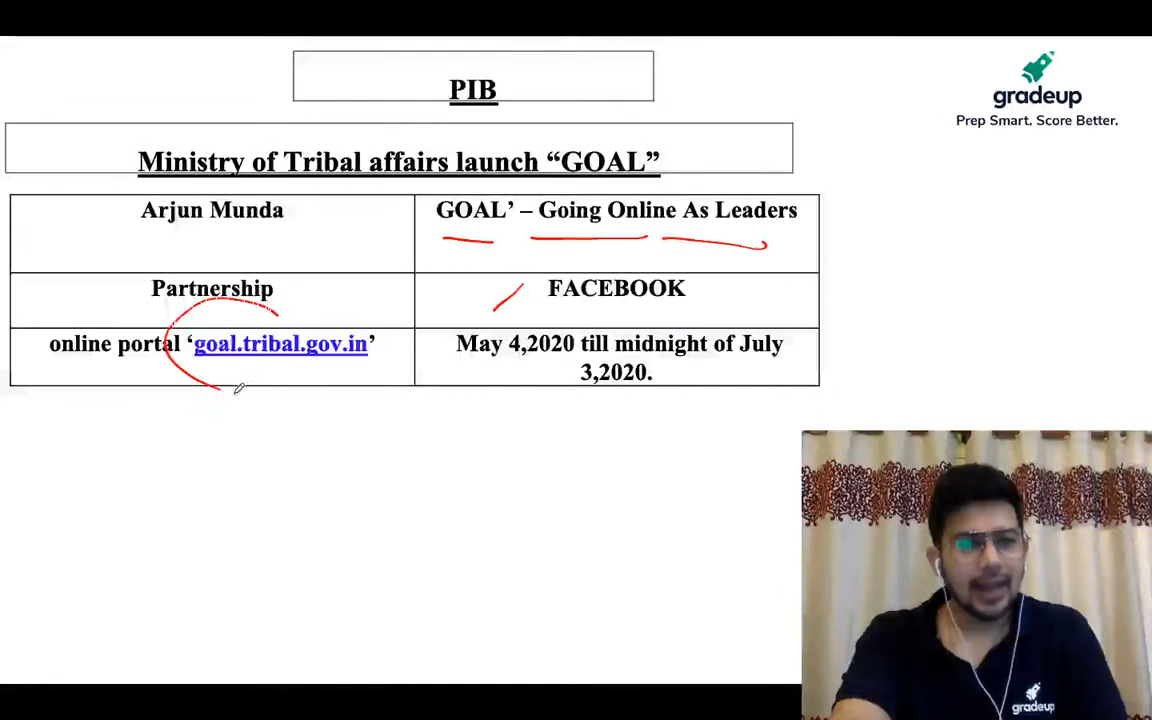 PIB
gradeup
Prep Smart. Score Better.
Ministry of Tribal affairs launch “GOAL”
Arjun Munda
GOAL’ – Going Online As Leaders
Partnership
FACEBOOK
online portal ‘goal.tribal.gov.in’
May 4,2020 till midnight of July
3,2020.
gradeup